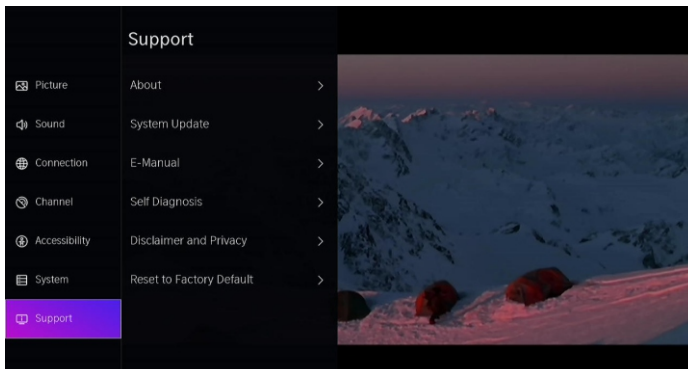 Support
Picture
Sound
Connection
Channel
Accessibility
System
Support
About
System Update
E-Manual
Self Diagnosis
Disclaimer and Privacy
Reset to Factory Default